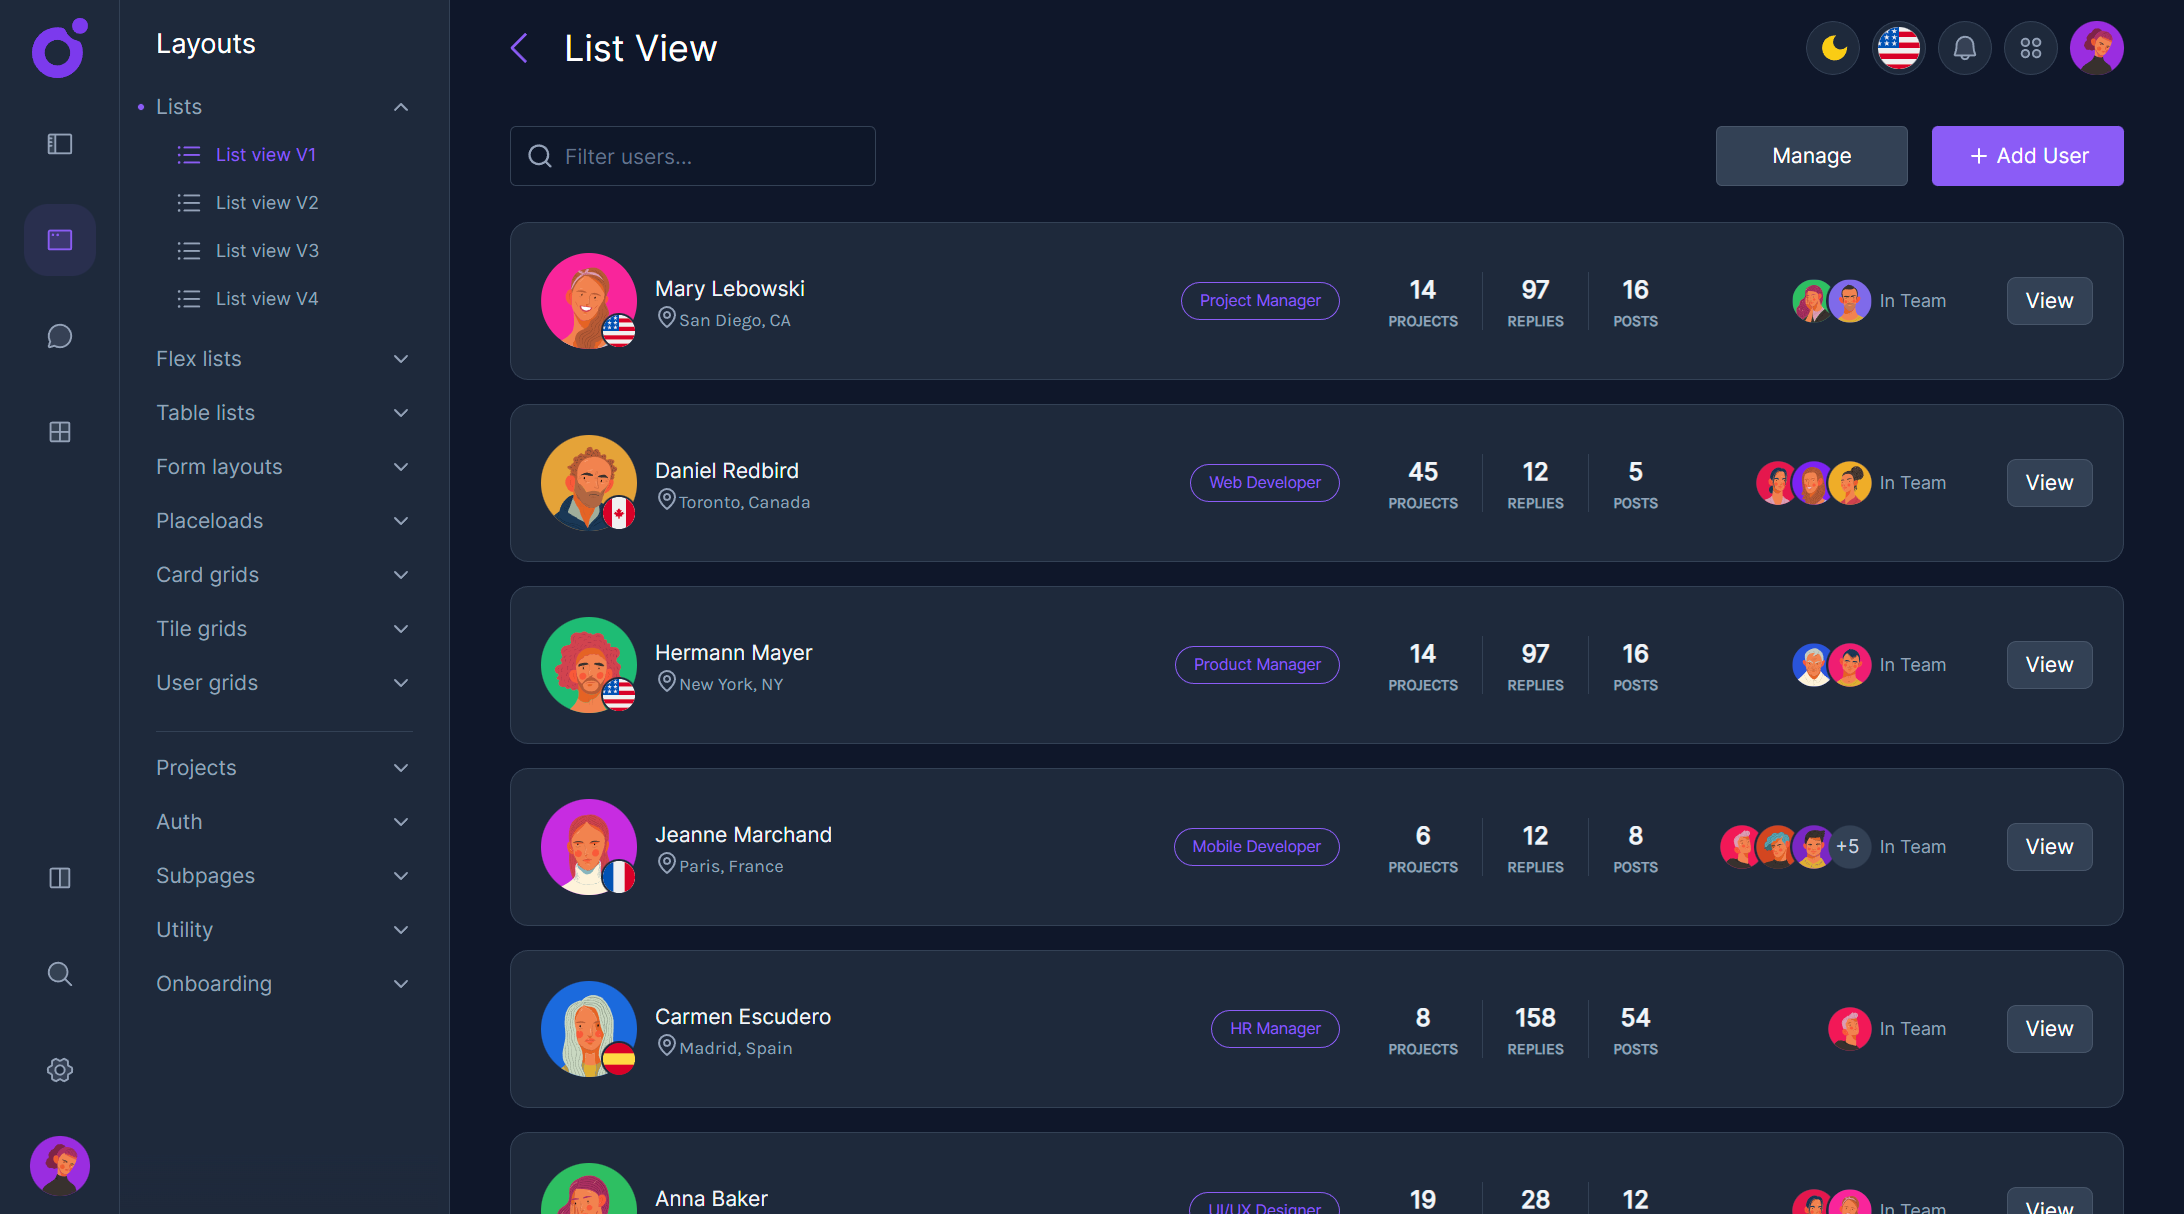 Layouts
Lists
List view V1
List view V2
List view V3
List view V4
Flex lists
Table lists
Form layouts
Placeloads
Card grids
Tile grids
User grids
Projects
Auth
Subpages
Utility
Onboarding
List View
Filter users...
Manage
+ Add User
Mary Lebowski
San Diego, CA
Project Manager
14 PROJECTS
97 REPLIES
16 POSTS
In Team
View
Daniel Redbird
Toronto, Canada
Web Developer
45 PROJECTS
12 REPLIES
5 POSTS
In Team
View
Hermann Mayer
New York, NY
Product Manager
14 PROJECTS
97 REPLIES
16 POSTS
In Team
View
Jeanne Marchand
Paris, France
Mobile Developer
6 PROJECTS
12 REPLIES
8 POSTS
+5
In Team
View
Carmen Escudero
Madrid, Spain
HR Manager
8 PROJECTS
158 REPLIES
54 POSTS
In Team
View
Anna Baker
UI/UX Designer
19
28
12
In Team
View